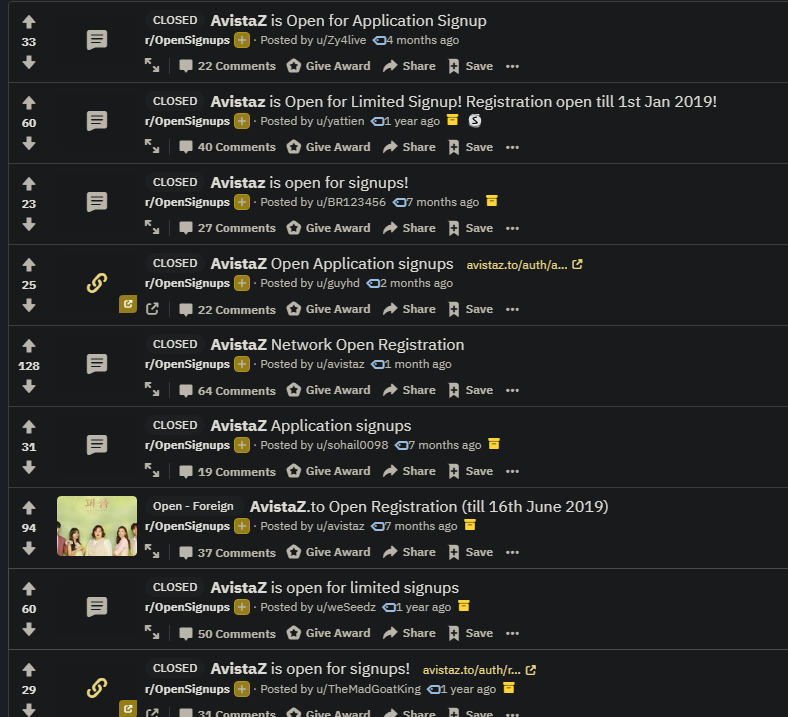 CLOSED AvistaZ is Open for Application Signup
33
r/OpenSignups + · Posted by u/Zy4live 4 months ago
22 Comments Give Award Share Save ...
CLOSED Avistaz is Open for Limited Signup! Registration open till 1st Jan 2019!
60
r/OpenSignups + · Posted by u/yattien 1 year ago
40 Comments Give Award Share Save ...
CLOSED Avistaz is open for signups!
23
r/OpenSignups + · Posted by u/BR123456 7 months ago
27 Comments Give Award Share Save ...
CLOSED AvistaZ Open Application signups avistaz.to/auth/a...
25
r/OpenSignups + · Posted by u/guyhd 2 months ago
22 Comments Give Award Share Save ...
CLOSED AvistaZ Network Open Registration
128
r/OpenSignups + · Posted by u/avistaz 1 month ago
64 Comments Give Award Share Save ...
CLOSED AvistaZ Application signups
31
r/OpenSignups + · Posted by u/sohail0098 7 months ago
19 Comments Give Award Share Save ...
Open - Foreign AvistaZ.to Open Registration (till 16th June 2019)
94
r/OpenSignups + · Posted by u/avistaz 7 months ago
37 Comments Give Award Share Save ...
CLOSED AvistaZ is open for limited signups
60
r/OpenSignups + · Posted by u/weSeedz 1 year ago
50 Comments Give Award Share Save ...
CLOSED AvistaZ is open for signups! avistaz.to/auth/r...
29
r/OpenSignups + · Posted by u/TheMadGoatKing 1 year ago
31 Comments Give Award Share Save ...